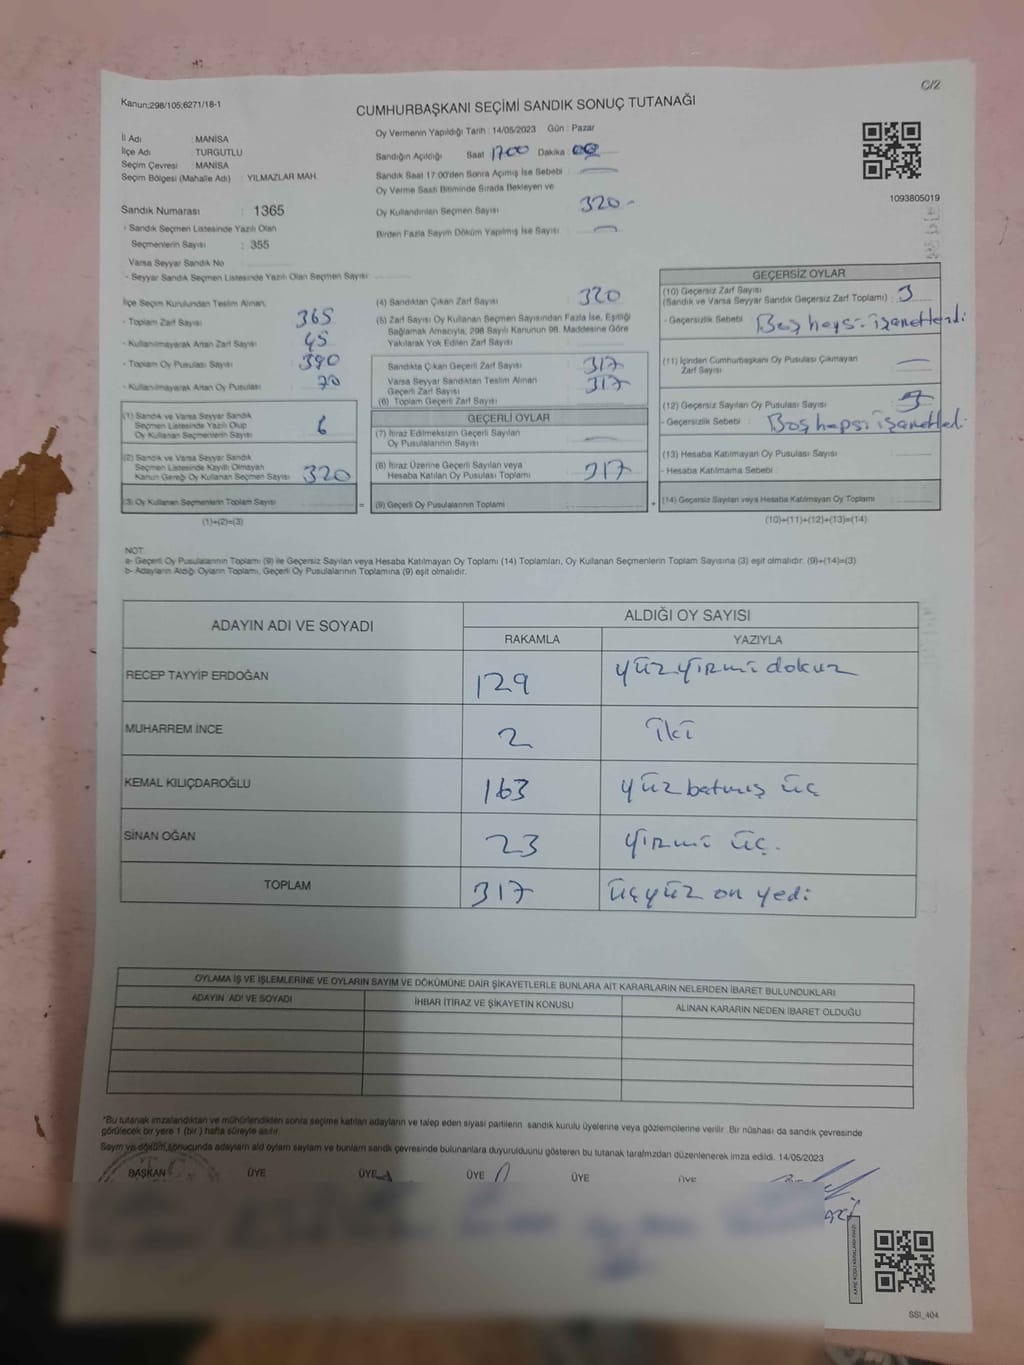 C/2
Kanun:298/105;6271/18-1
CUMHURBAŞKANI SEÇİMİ SANDIK SONUÇ TUTANAĞI
İl Adı : MANİSA
İlçe Adı : TURGUTLU
Seçim Çevresi : MANİSA
Seçim Bölgesi (Mahalle Adı) : YILMAZLAR MAH.
Sandık Numarası : 1365
- Sandık Seçmen Listesinde Yazılı Olan
Seçmenlerin Sayısı : 355
Varsa Seyyar Sandık No
- Seyyar Sandık Seçmen Listesinde Yazılı Olan Seçmen Sayısı
Oy Vermenin Yapıldığı Tarih : 14/05/2023 Gün : Pazar
Sandığın Açıldığı Saat 1700 Dakika : 00
Sandık Saat 17:00'den Sonra Açımış İse Sebebi
Oy Verme Saati Bitiminde Sırada Bekleyen ve
Oy Kullandırılan Seçmen Sayısı 320-
Birden Fazla Sayım Döküm Yapılmış İse Sayısı
1093805019
İlçe Seçim Kurulundan Teslim Alınan;
- Toplam Zarf Sayısı 365
- Kullanılmayarak Artan Zarf Sayısı 45
- Toplam Oy Pusulası Sayısı 390
- Kullanılmayarak Artan Oy Pusulası 70
(1) Sandık ve Varsa Seyyar Sandık
Seçmen Listesinde Yazılı Olup
Oy Kullanan Seçmenlerin Sayısı 6
(2) Sandık ve Varsa Seyyar Sandık
Seçmen Listesinde Kayıtlı Olmayan
Kanun Gereği Oy Kullanan Seçmen Sayısı 320
(3) Oy Kullanan Seçmenlerin Toplam Sayısı
(1)+(2)=(3)
(4) Sandıktan Çıkan Zarf Sayısı 320
(5) Zarf Sayısı Oy Kullanan Seçmen Sayısından Fazla İse, Eşitliği
Sağlamak Amacıyla, 298 Sayılı Kanunun 98. Maddesine Göre
Yakılarak Yok Edilen Zarf Sayısı
Sandıkta Çıkan Geçerli Zarf Sayısı 317
Varsa Seyyar Sandıktan Teslim Alınan
Geçerli Zarf Sayısı 317
(6) Toplam Geçerli Zarf Sayısı
GEÇERLİ OYLAR
(7) İtiraz Edilmeksizin Geçerli Sayılan
Oy Pusulalarının Sayısı
(8) İtiraz Üzerine Geçerli Sayılan veya
Hesaba Katılan Oy Pusulası Toplamı 317
= (9) Geçerli Oy Pusulalarının Toplamı +
GEÇERSİZ OYLAR
(10) Geçersiz Zarf Sayısı
(Sandık ve Varsa Seyyar Sandık Geçersiz Zarf Toplamı) : 3
- Geçersizlik Sebebi : Boş
(11) İçinden Cumhurbaşkanı Oy Pusulası Çıkmayan
Zarf Sayısı
(12) Geçersiz Sayılan Oy Pusulası Sayısı : 3
- Geçersizlik Sebebi : Boş hepsi
(13) Hesaba Katılmayan Oy Pusulası Sayısı
- Hesaba Katılmama Sebebi
(14) Geçersiz Sayılan veya Hesaba Katılmayan Oy Toplamı
(10)+(11)+(12)+(13)=(14)
NOT:
a- Geçerli Oy Pusulalarının Toplamı (9) ile Geçersiz Sayılan veya Hesaba Katılmayan Oy Toplamı (14) Toplamları, Oy Kullanan Seçmenlerin Toplam Sayısına (3) eşit olmalıdır. (9)+(14)=(3)
b- Adayların Aldığı Oyların Toplamı, Geçerli Oy Pusulalarının Toplamına (9) eşit olmalıdır.
ADAYIN ADI VE SOYADI
ALDIĞI OY SAYISI
RAKAMLA YAZIYLA
RECEP TAYYİP ERDOĞAN 129 yüzyirmi dokuz
MUHARREM İNCE 2 iki
KEMAL KILIÇDAROĞLU 163 yüz batmış üç
SİNAN OĞAN 23 yirmi üç.
TOPLAM 317 üçyüz on yedi
OYLAMA İŞ VE İŞLEMLERİNE VE OYLARIN SAYIM VE DÖKÜMÜNE DAİR ŞİKAYETLERLE BUNLARA AİT KARARLARIN NELERDEN İBARET BULUNDUKLARI
ADAYIN ADI VE SOYADI İHBAR İTİRAZ VE ŞİKAYETİN KONUSU ALINAN KARARIN NEDEN İBARET OLDUĞU
*Bu tutanak imzalandıktan ve mühürlendikten sonra seçime katılan adayların ve talep eden siyasi partilerin sandık kurulu üyelerine veya gözlemcilerine verilir. Bir nüshası da sandık çevresinde
görülecek bir yere 1 (bir ) hafta süreyle asılır.
Sayım ve döküm sonucunda adayların aldığı oyların sayılarını ve bunların sandık çevresinde bulunanlara duyurulduğunu gösteren bu tutanak tarafımızdan düzenlenerek imza edildi. 14/05/2023
BAŞKAN ÜYE ÜYE ÜYE ÜYE ÜYE
SSI_404